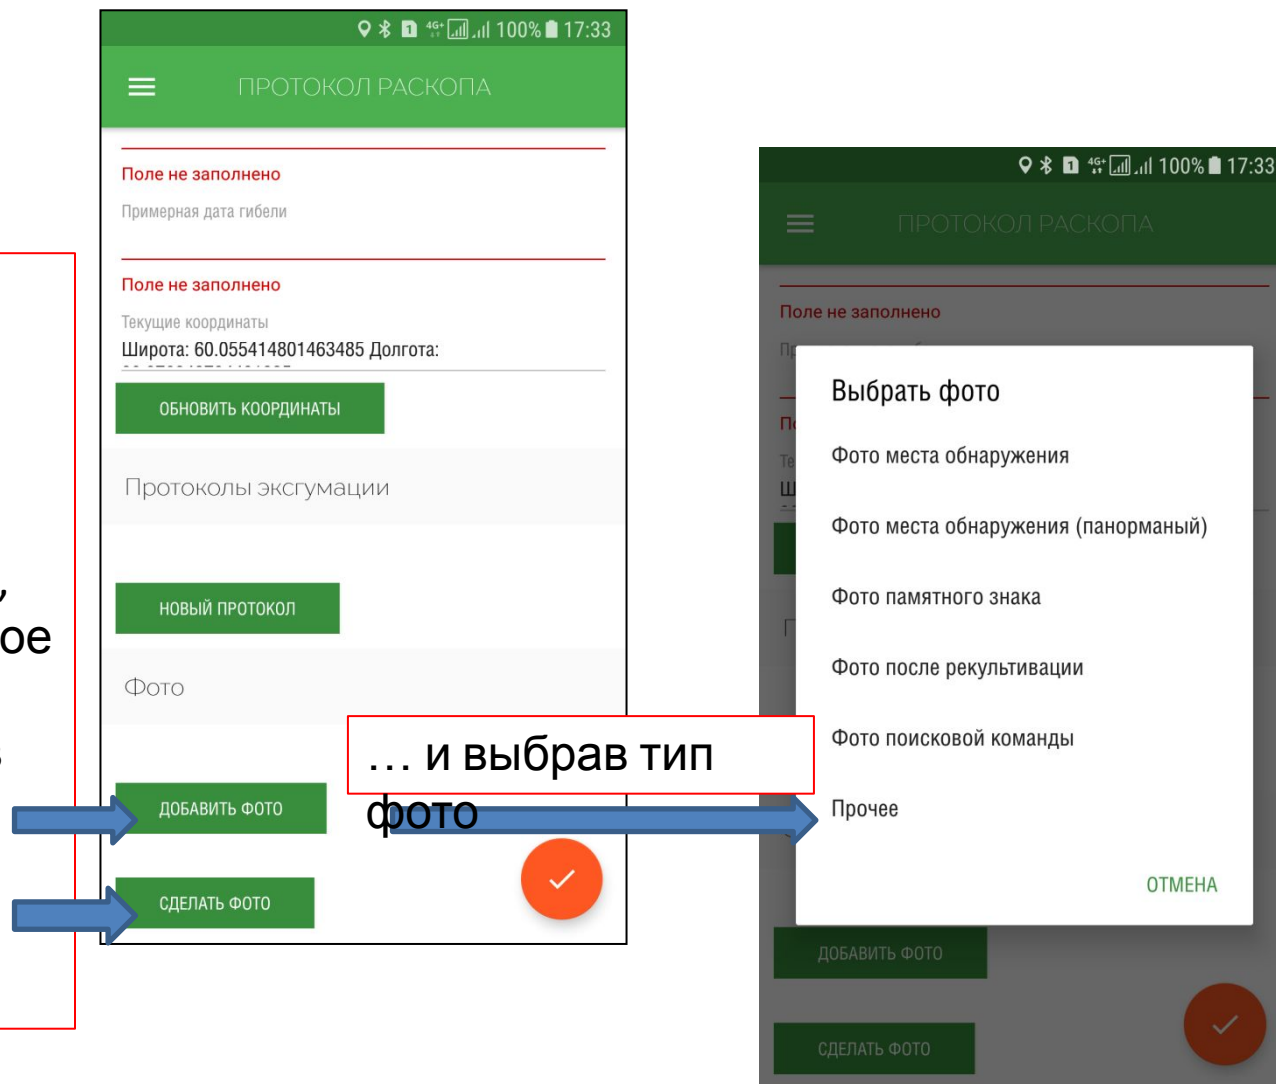 4G+ 100% 17:33
ПРОТОКОЛ РАСКОПА
Поле не заполнено
Примерная дата гибели
Поле не заполнено
Текущие координаты
Широта: 60.055414801463485 Долгота:
ОБНОВИТЬ КООРДИНАТЫ
Протоколы эксгумации
НОВЫЙ ПРОТОКОЛ
Фото
ДОБАВИТЬ ФОТО
СДЕЛАТЬ ФОТО
,
ое
в
… и выбрав тип
фото
4G+ 100% 17:33
ПРОТОКОЛ РАСКОПА
Поле не заполнено
Выбрать фото
Фото места обнаружения
Фото места обнаружения (панорманый)
Фото памятного знака
Фото после рекультивации
Фото поисковой команды
Прочее
ОТМЕНА
ДОБАВИТЬ ФОТО
СДЕЛАТЬ ФОТО